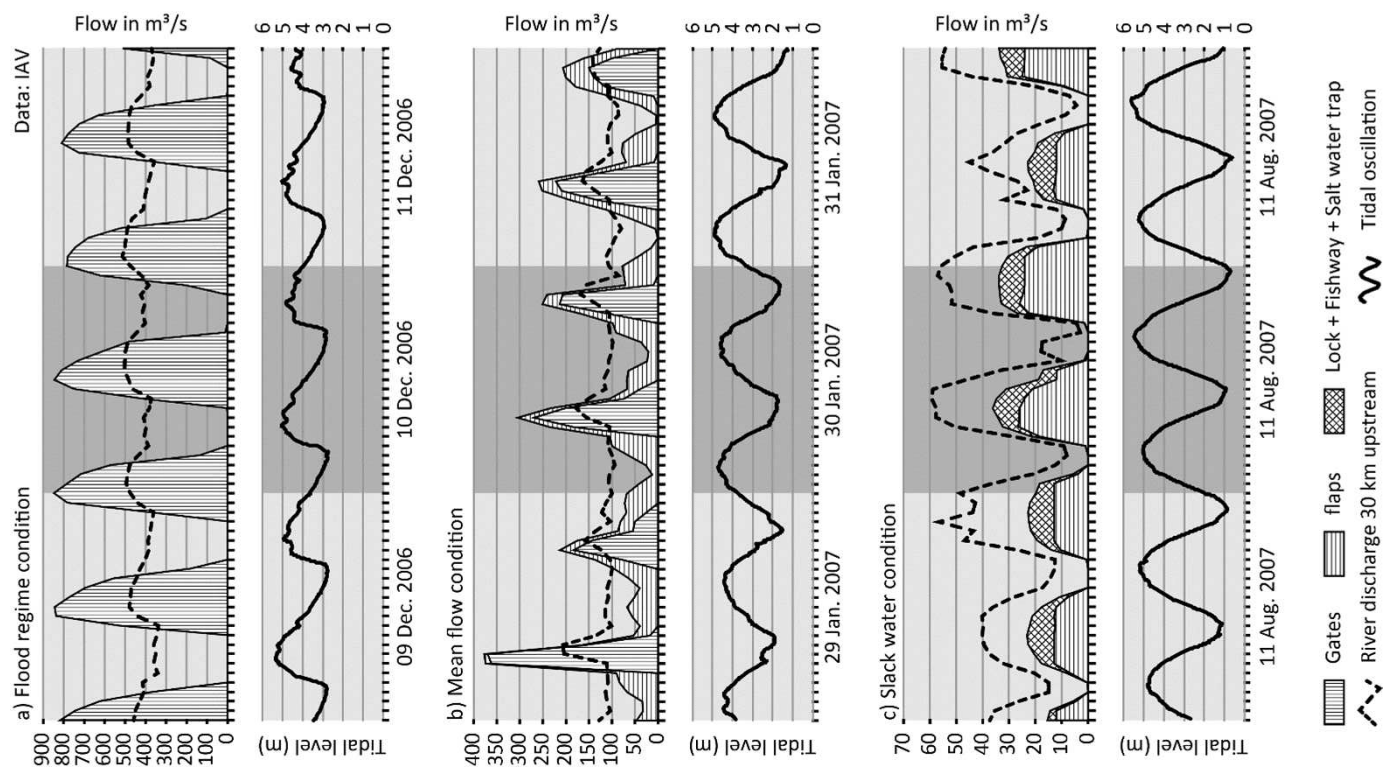 a) Flood regime condition
Data: IAV
900
800
700
600
500
400
300
200
100
0
Flow in m³/s
Tidal level (m)
6
5
4
3
2
1
0
09 Dec. 2006
10 Dec. 2006
11 Dec. 2006
b) Mean flow condition
400
350
300
250
200
150
100
50
0
Flow in m³/s
Tidal level (m)
6
5
4
3
2
1
0
29 Jan. 2007
30 Jan. 2007
31 Jan. 2007
c) Slack water condition
70
60
50
40
30
20
10
0
Flow in m³/s
Tidal level (m)
6
5
4
3
2
1
0
11 Aug. 2007
11 Aug. 2007
11 Aug. 2007
Gates
flaps
Lock + Fishway + Salt water trap
River discharge 30 km upstream
Tidal oscillation